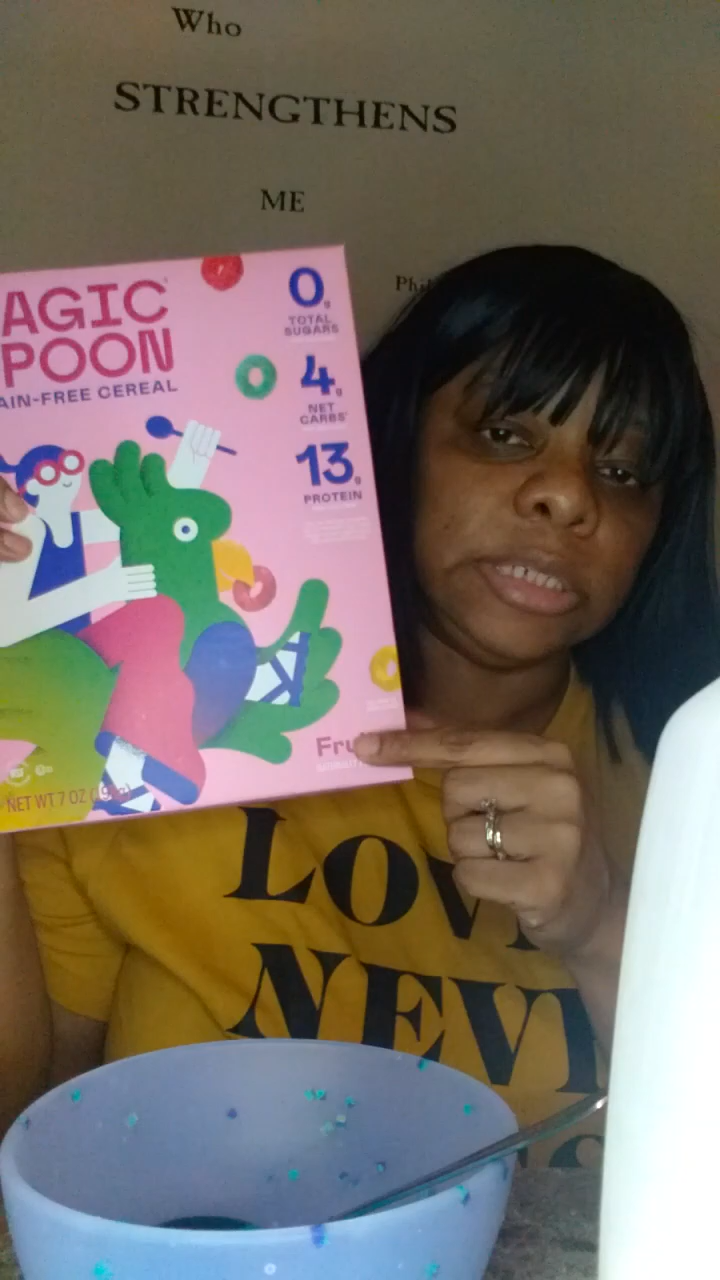 Who
STRENGTHENS
ME
Phil
AGIC
POON
AIN-FREE CEREAL
0g
TOTAL
SUGARS
4g
NET
CARBS*
13g
PROTEIN
Fru
NET WT 7 OZ
LOV
NEV